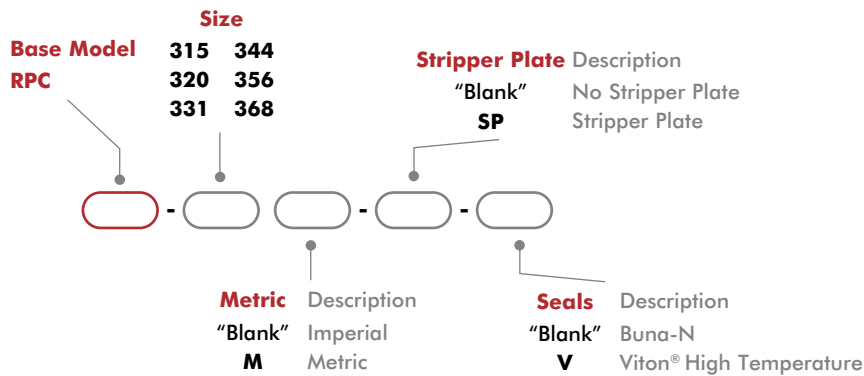 Size
Base Model
RPC
315 344
320 356
331 368
Stripper Plate Description
“Blank” No Stripper Plate
SP Stripper Plate
- - -
Metric Description
“Blank” Imperial
M Metric
Seals Description
“Blank” Buna-N
V Viton® High Temperature